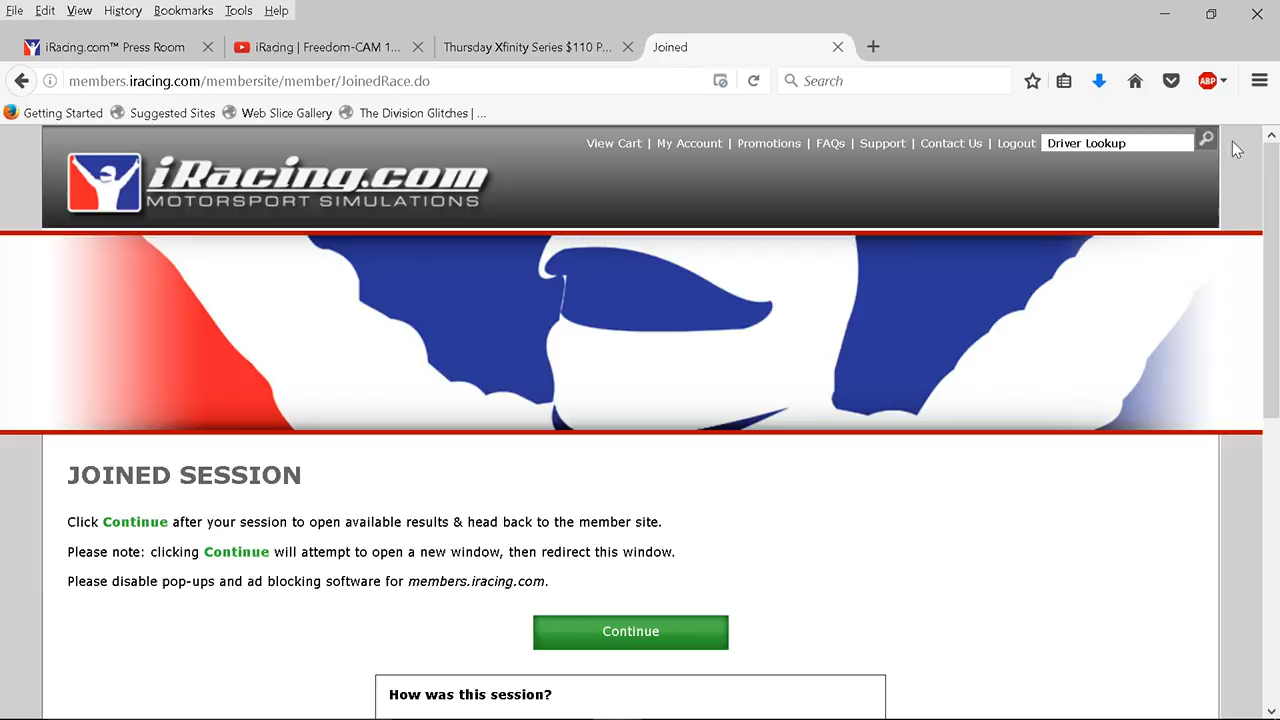 File Edit View History Bookmarks Tools Help
iRacing.com™ Press Room
iRacing | Freedom-CAM 1...
Thursday Xfinity Series $110 P...
Joined
members.iracing.com/membersite/member/JoinedRace.do
Search
ABP
Getting Started Suggested Sites Web Slice Gallery The Division Glitches | ...
View Cart | My Account | Promotions | FAQs | Support | Contact Us | Logout Driver Lookup
iRacing.com
MOTORSPORT SIMULATIONS
JOINED SESSION
Click Continue after your session to open available results & head back to the member site.
Please note: clicking Continue will attempt to open a new window, then redirect this window.
Please disable pop-ups and ad blocking software for members.iracing.com.
Continue
How was this session?